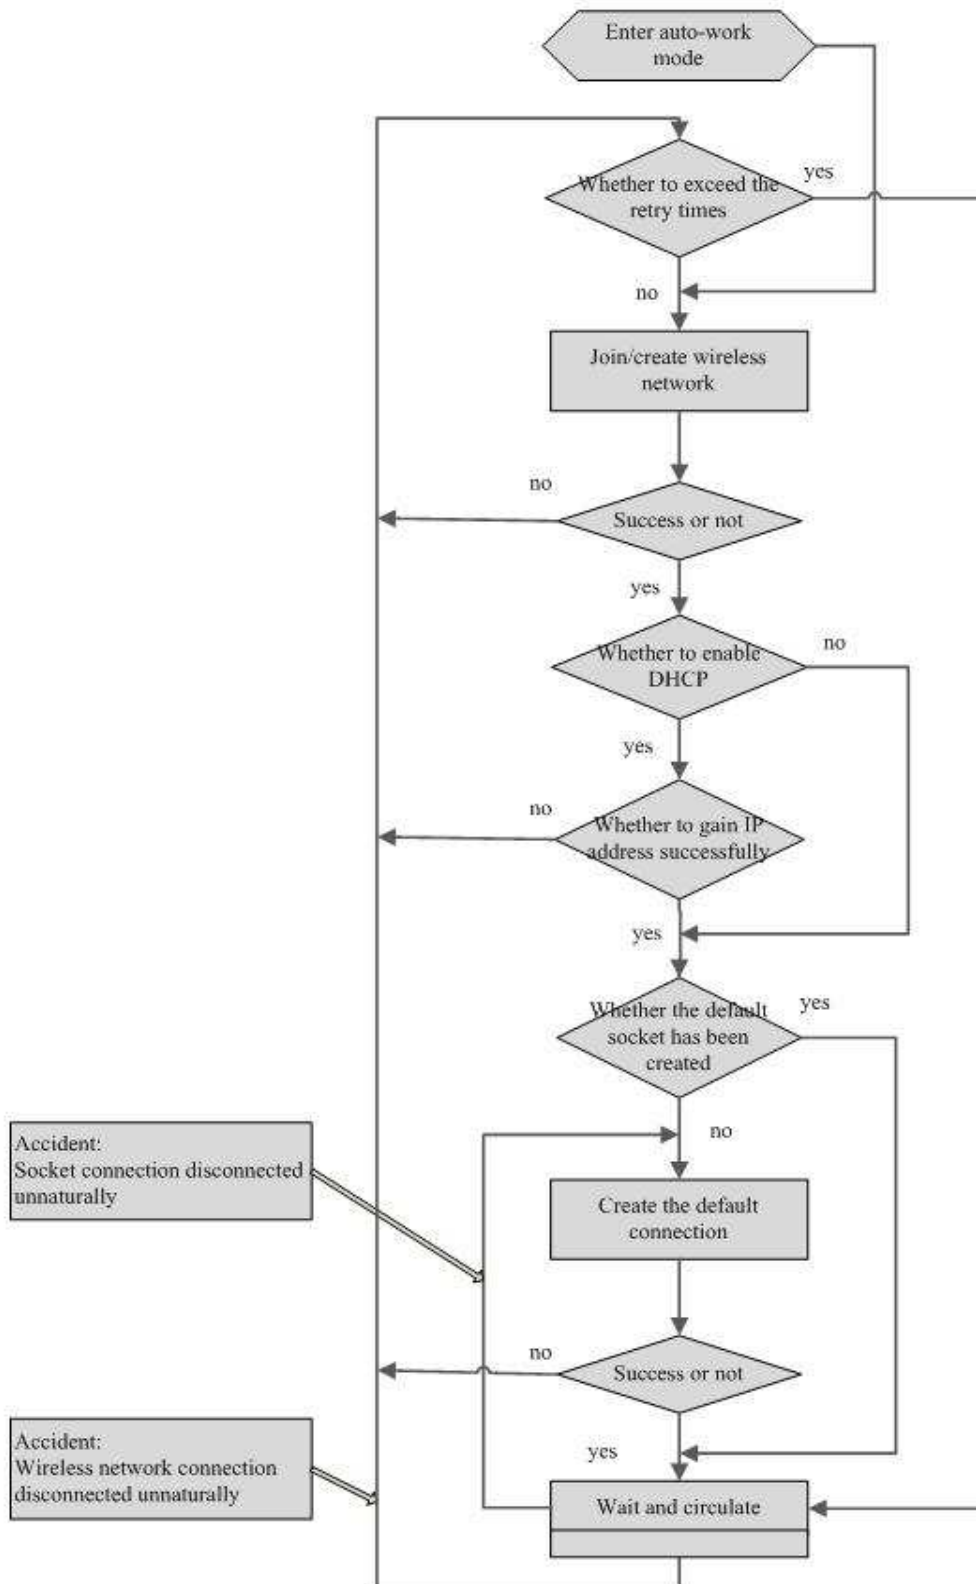 Enter auto-work
mode
yes
Whether to exceed the
retry times
no
Join/create wireless
network
no
Success or not
yes
no
Whether to enable
DHCP
yes
no
Whether to gain IP
address successfully
yes
yes
Whether the default
socket has been
created
no
Accident:
Socket connection disconnected
unnaturally
Create the default
connection
no
Success or not
yes
Accident:
Wireless network connection
disconnected unnaturally
Wait and circulate